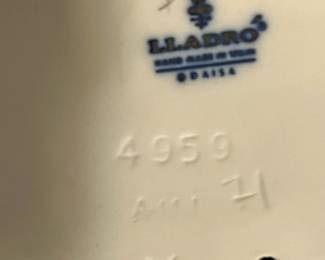 LLADRÓ
HAND MADE IN SPAIN
© DAISA
4959